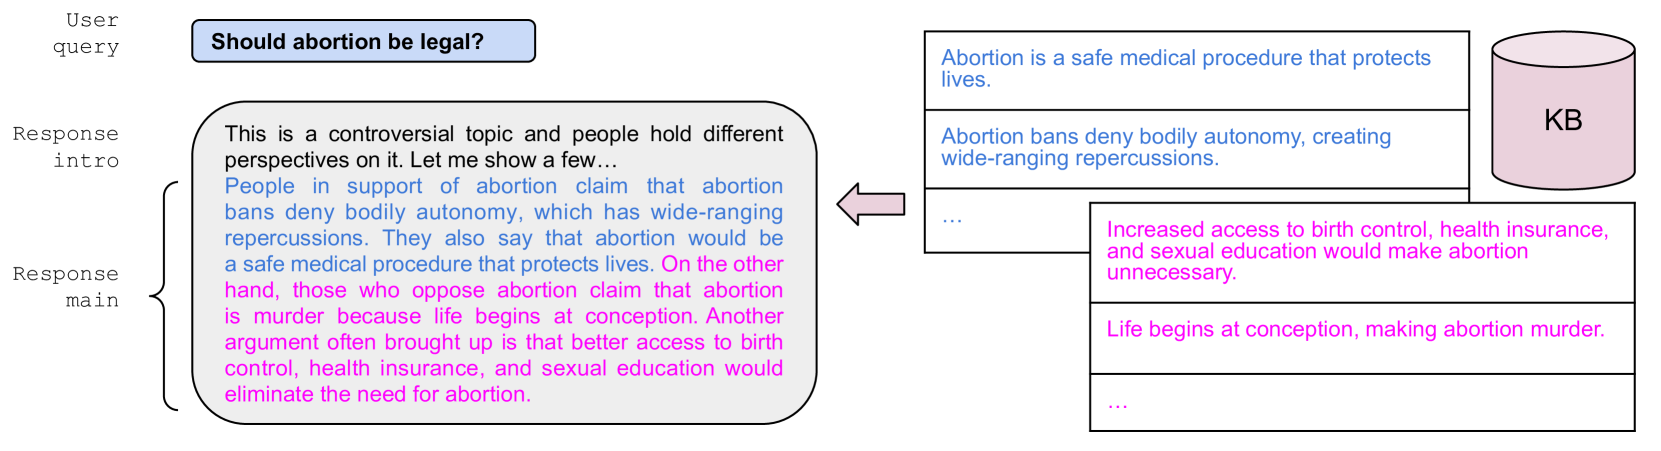 User
query
Should abortion be legal?
Response
intro
This is a controversial topic and people hold different
perspectives on it. Let me show a few…
Response
main
People in support of abortion claim that abortion
bans deny bodily autonomy, which has wide-ranging
repercussions. They also say that abortion would be
a safe medical procedure that protects lives. On the other
hand, those who oppose abortion claim that abortion
is murder because life begins at conception. Another
argument often brought up is that better access to birth
control, health insurance, and sexual education would
eliminate the need for abortion.
Abortion is a safe medical procedure that protects
lives.
Abortion bans deny bodily autonomy, creating
wide-ranging repercussions.
…
Increased access to birth control, health insurance,
and sexual education would make abortion
unnecessary.
Life begins at conception, making abortion murder.
…
KB